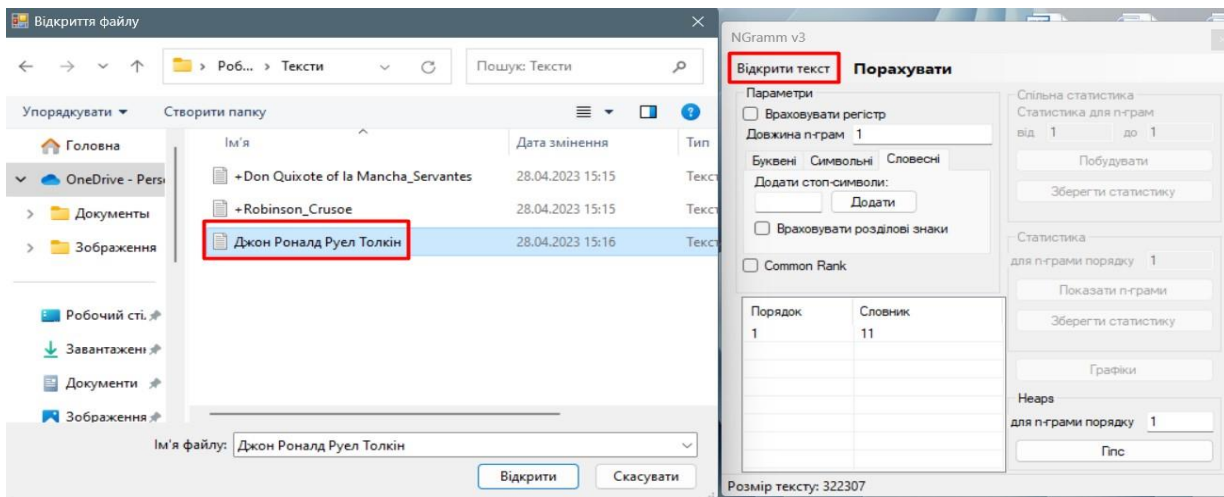 Відкриття файлу
Роб... > Тексти
Пошук: Тексти
Упорядкувати
Створити папку
Головна
OneDrive - Perso
Документы
Зображення
Робочий сті.
Завантажен
Документи
Зображення
Ім'я
Дата змінення
Тип
+Don Quixote of la Mancha_Servantes
28.04.2023 15:15
Текст
+Robinson_Crusoe
28.04.2023 15:15
Текст
Джон Роналд Руел Толкін
28.04.2023 15:16
Текст
Ім'я файлу: Джон Роналд Руел Толкін
Відкрити
Скасувати
NGramm v3
Відкрити текст
Порахувати
Параметри
Враховувати регістр
Довжина n-грам 1
Буквені Символьні Словесні
Додати стоп-символи:
Додати
Враховувати розділові знаки
Common Rank
Порядок Словник
1 11
Спільна статистика
Статистика для n-грам
від 1 до 1
Побудувати
Зберегти статистику
Статистика
для n-грами порядку 1
Показати n-грами
Зберегти статистику
Графіки
Heaps
для n-грами порядку 1
Гіпс
Розмір тексту: 322307